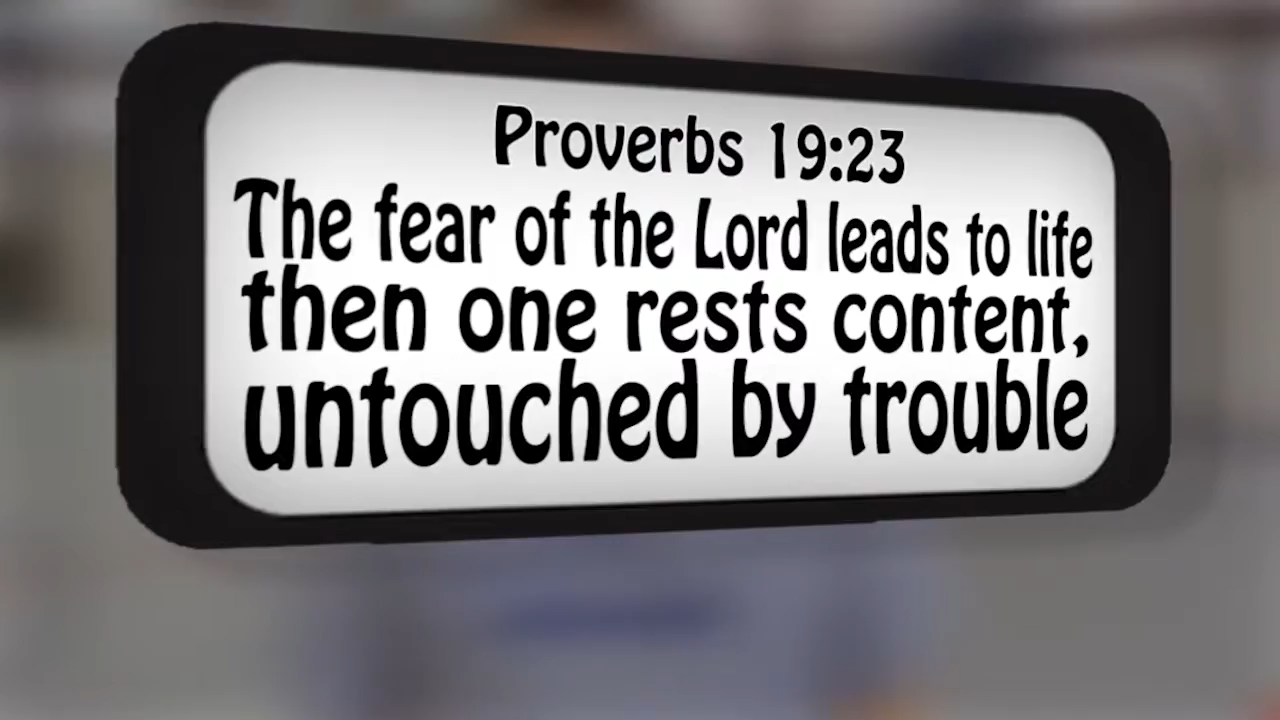 Proverbs 19:23
The fear of the Lord leads to life
then one rests content,
untouched by trouble